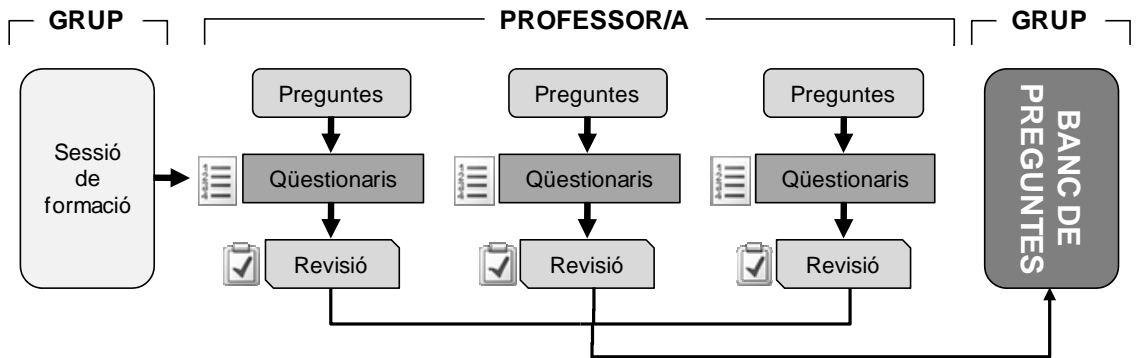 GRUP
PROFESSOR/A
GRUP
Sessió
de
formació
Preguntes
Qüestionaris
Revisió
Preguntes
Qüestionaris
Revisió
Preguntes
Qüestionaris
Revisió
BANC DE
PREGUNTES